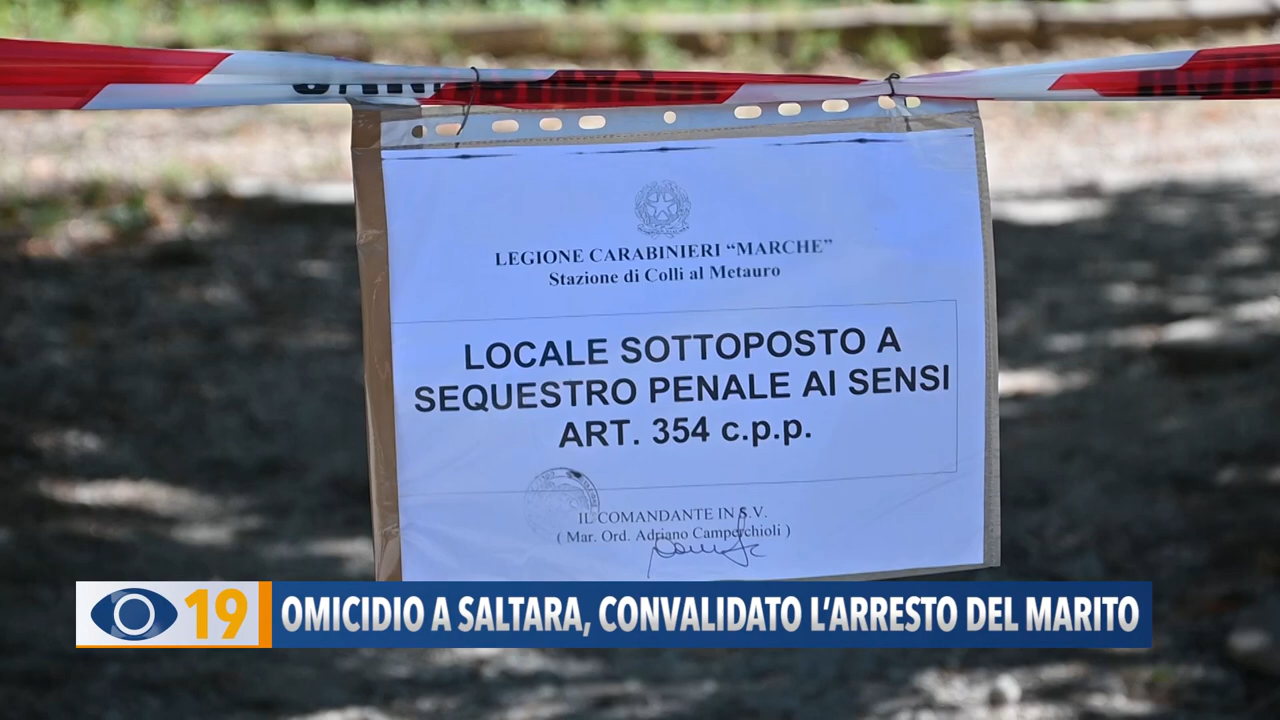 LEGIONE CARABINIERI “MARCHE”
Stazione di Colli al Metauro
LOCALE SOTTOPOSTO A
SEQUESTRO PENALE AI SENSI
ART. 354 c.p.p.
IL COMANDANTE IN S.V.
( Mar. Ord. Adriano Camperchioli )
19 OMICIDIO A SALTARA, CONVALIDATO L’ARRESTO DEL MARITO